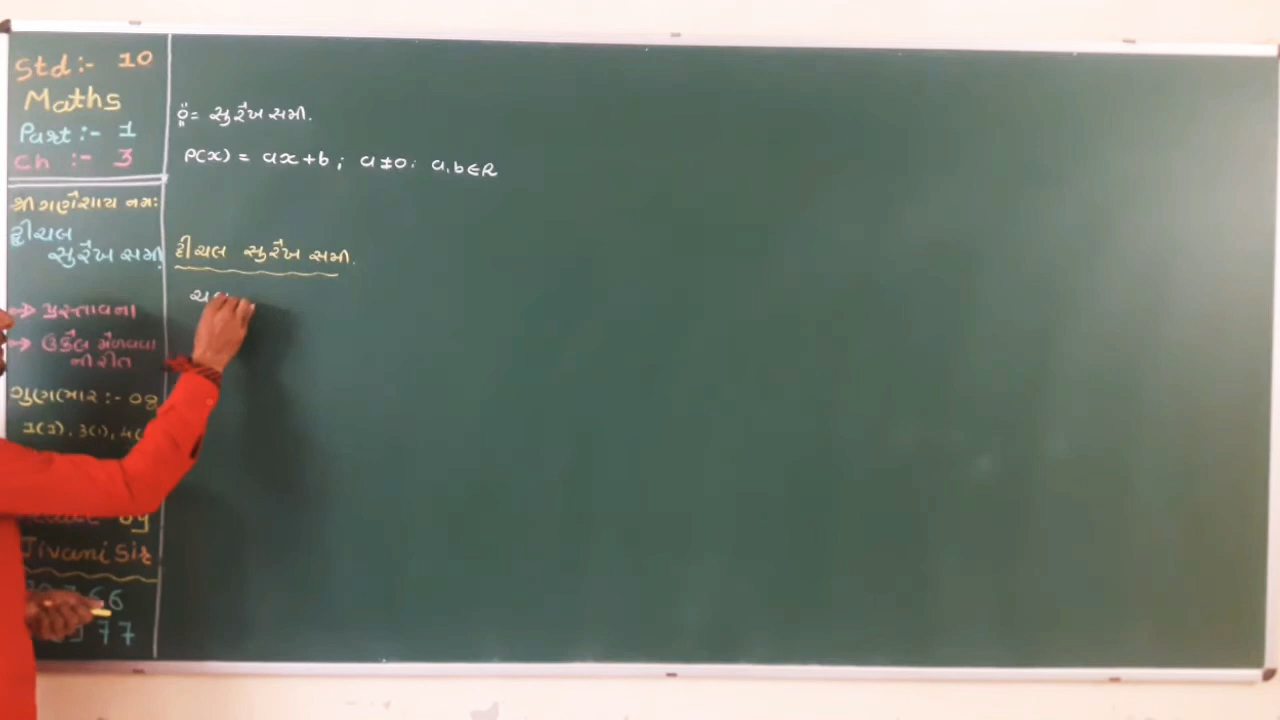 Std:- 10
Maths
Part :- 1
Ch :- 3
શ્રી ગણેશાય નમઃ
દ્વીચલ
સુરેખ સમી.
→ પ્રસ્તાવના
→ ઉકેલ મેળવવા
ની રીત
ગુણભાર :- 08
1(2), 3(1), 4(
by
Jivani Sir
66
77
= સુરેખ સમી.
P(x) = ax + b ; a ≠ 0. a, b ∈ R
દ્વીચલ સુરેખ સમી.